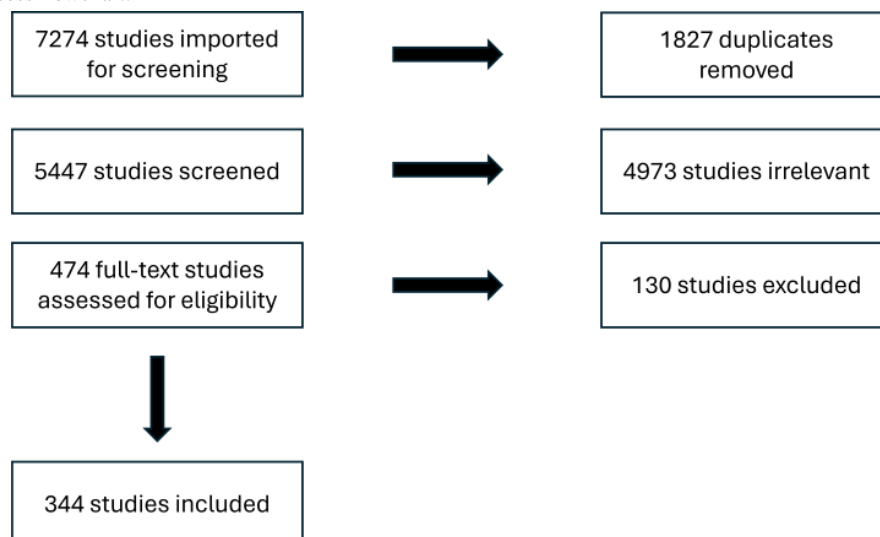 7274 studies imported
for screening
1827 duplicates
removed
5447 studies screened
4973 studies irrelevant
474 full-text studies
assessed for eligibility
130 studies excluded
344 studies included